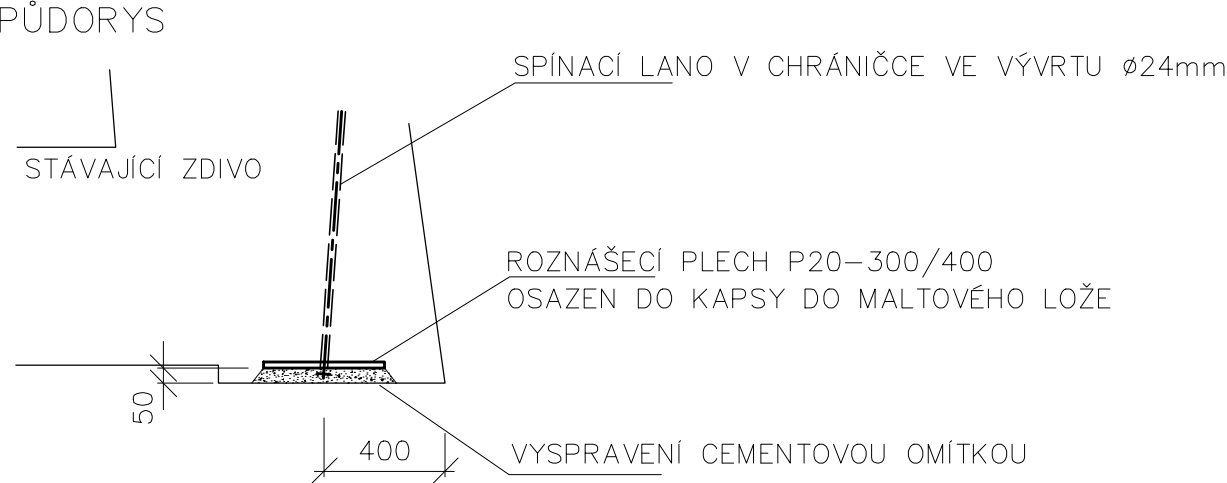 PŮDORYS
SPÍNACÍ LANO V CHRÁNIČCE VE VÝVRTU ø24mm
STÁVAJÍCÍ ZDIVO
ROZNÁŠECÍ PLECH P20-300/400
OSAZEN DO KAPSY DO MALTOVÉHO LOŽE
50
400
VYSPRAVENÍ CEMENTOVOU OMÍTKOU